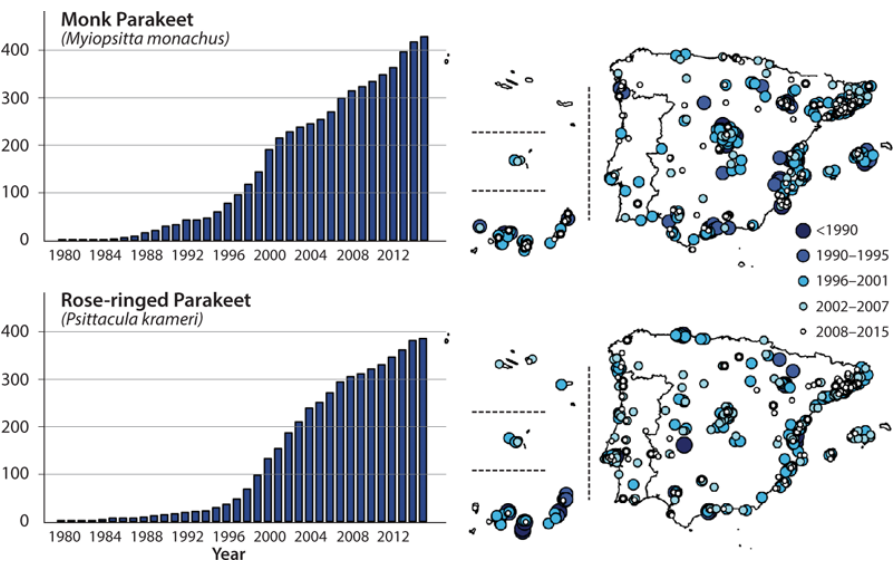 Monk Parakeet
(Myiopsitta monachus)
400
300
200
100
0
1980 1984 1988 1992 1996 2000 2004 2008 2012
<1990
1990–1995
1996–2001
2002–2007
2008–2015
Rose-ringed Parakeet
(Psittacula krameri)
400
300
200
100
0
1980 1984 1988 1992 1996 2000 2004 2008 2012
Year